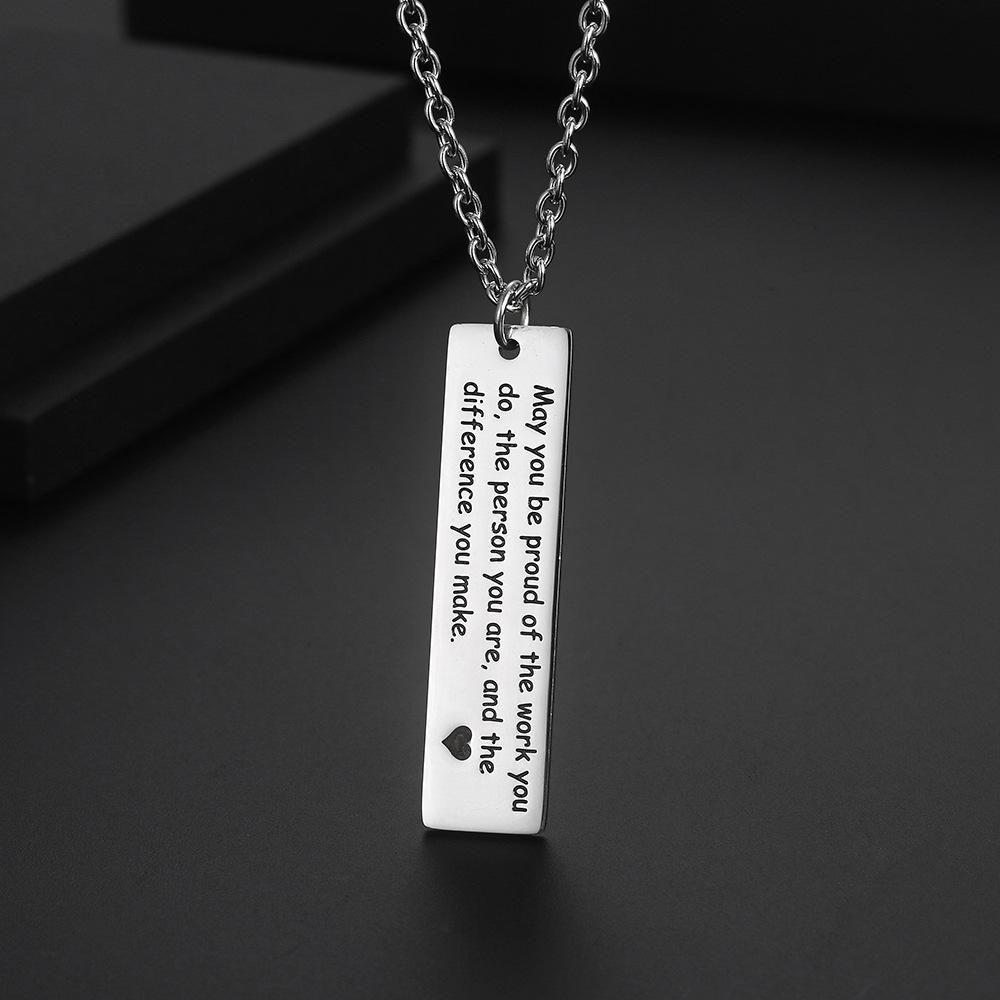 May you be proud of the work you
do, the person you are, and the
difference you make.